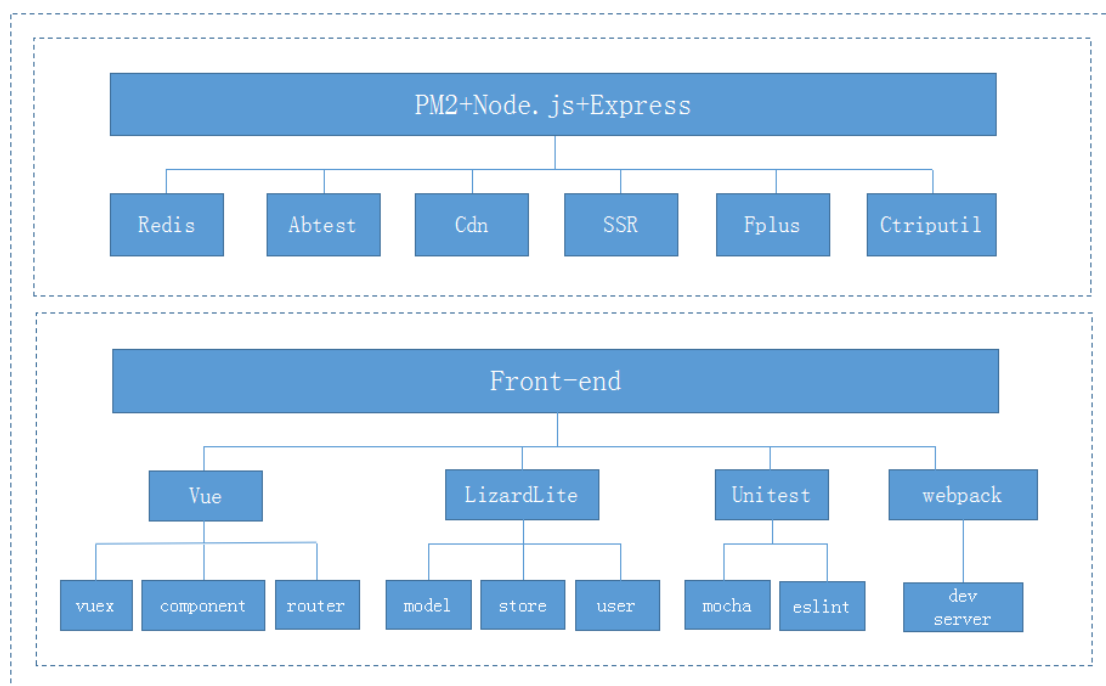 PM2+Node.js+Express
Redis
Abtest
Cdn
SSR
Fplus
Ctriputil
Front-end
Vue
LizardLite
Unitest
webpack
vuex
component
router
model
store
user
mocha
eslint
dev
server